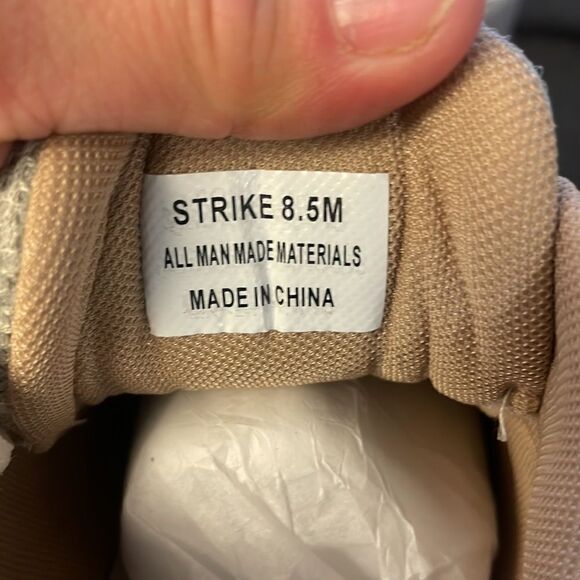 STRIKE 8.5M
ALL MAN MADE MATERIALS
MADE IN CHINA